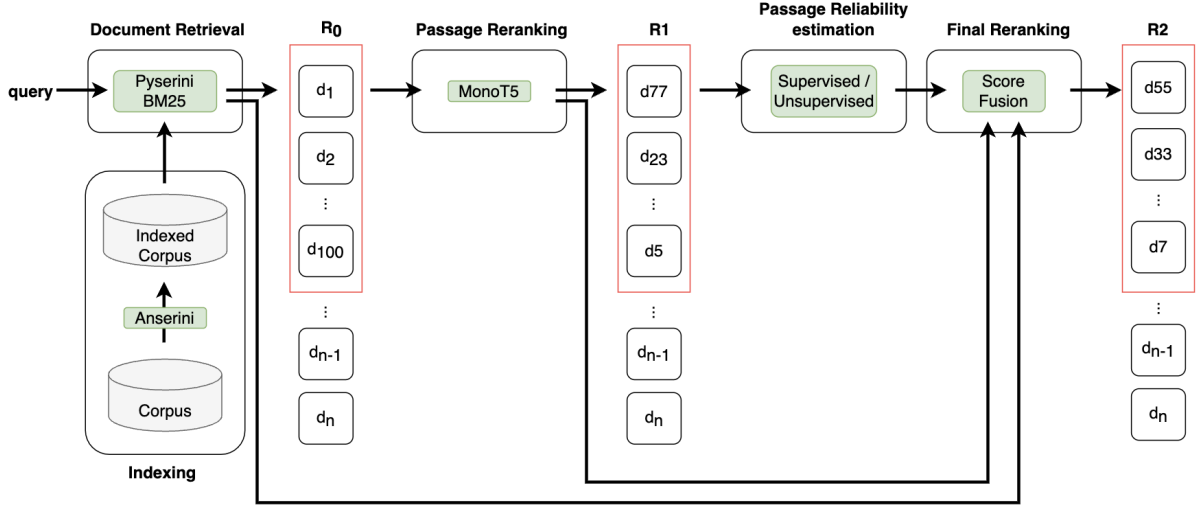 Document Retrieval
R0
Passage Reranking
R1
Passage Reliability
estimation
Final Reranking
R2
query
Pyserini
BM25
d1
MonoT5
d77
Supervised /
Unsupervised
Score
Fusion
d55
d2
d23
d33
⋮
⋮
⋮
Indexed
Corpus
d100
d5
d7
⋮
⋮
⋮
Anserini
dn-1
dn-1
dn-1
Corpus
dn
dn
dn
Indexing